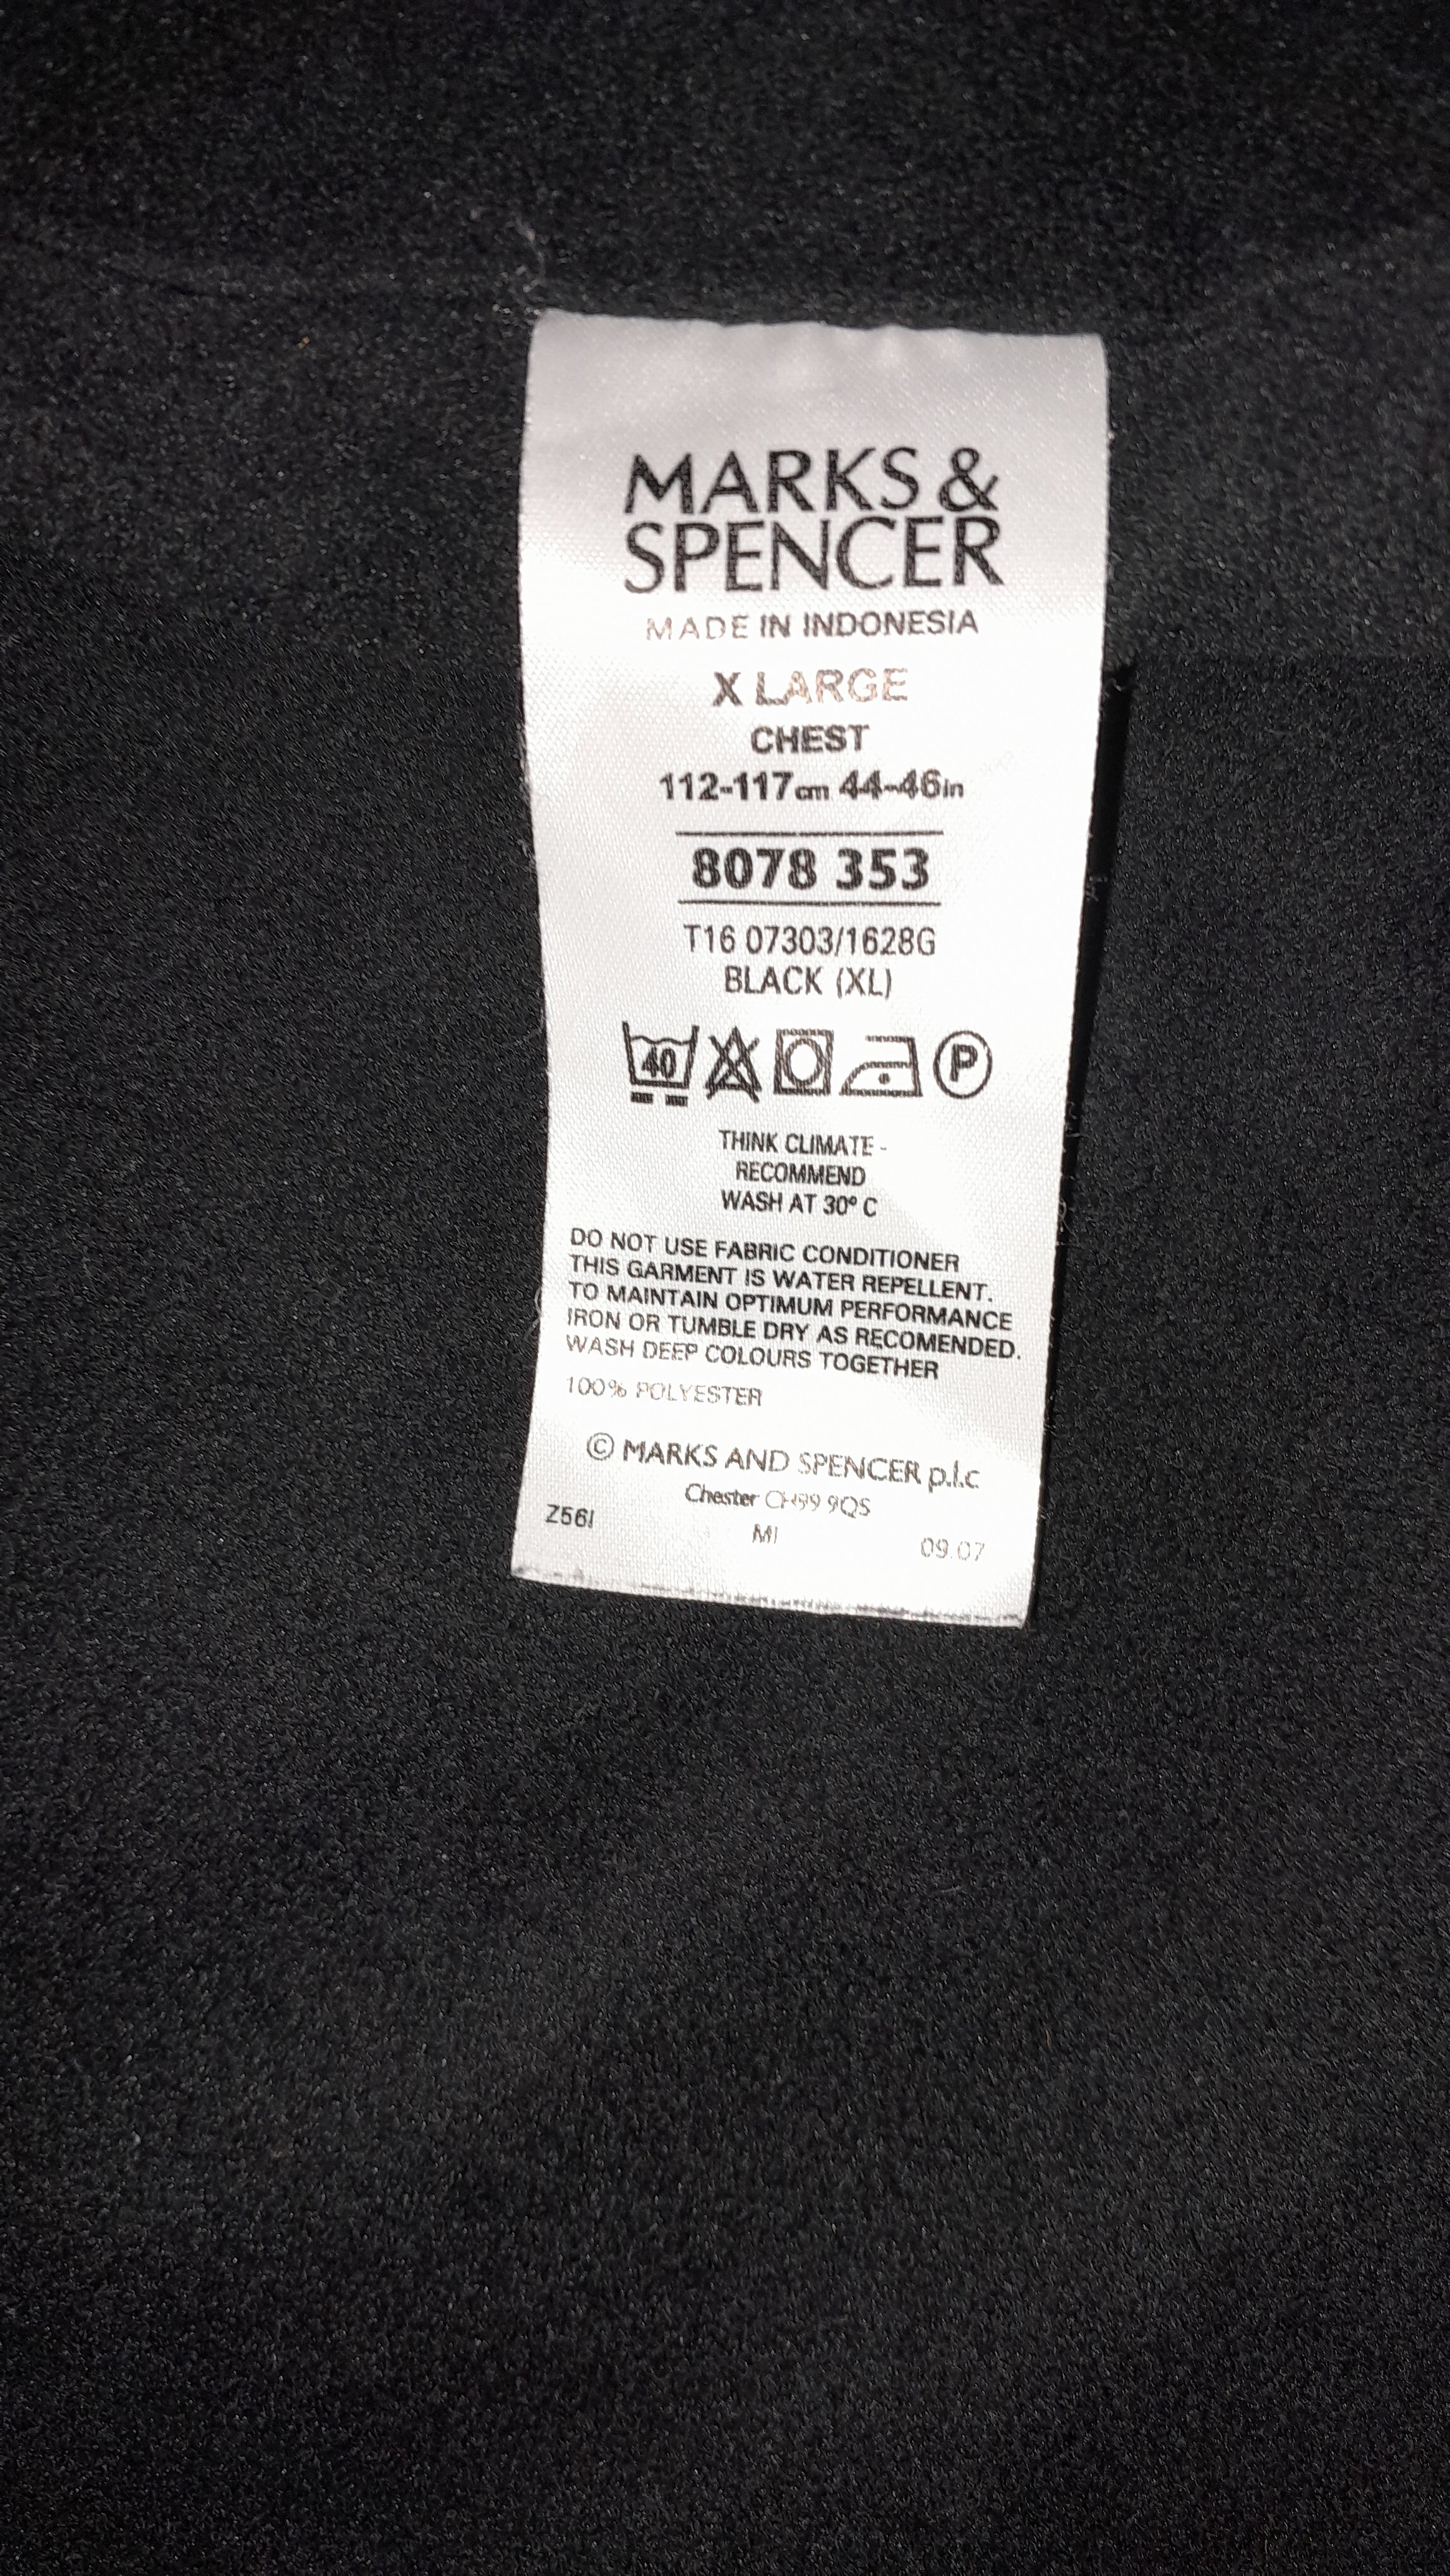 MARKS &
SPENCER
MADE IN INDONESIA
X LARGE
CHEST
112-117cm 44-46in
8078 353
T16 07303/1628G
BLACK (XL)
40 P
THINK CLIMATE -
RECOMMEND
WASH AT 30° C
DO NOT USE FABRIC CONDITIONER
THIS GARMENT IS WATER REPELLENT.
TO MAINTAIN OPTIMUM PERFORMANCE
IRON OR TUMBLE DRY AS RECOMENDED.
WASH DEEP COLOURS TOGETHER
100% POLYESTER
© MARKS AND SPENCER p.l.c
Chester CH99 9QS
Z56I MI 09.07